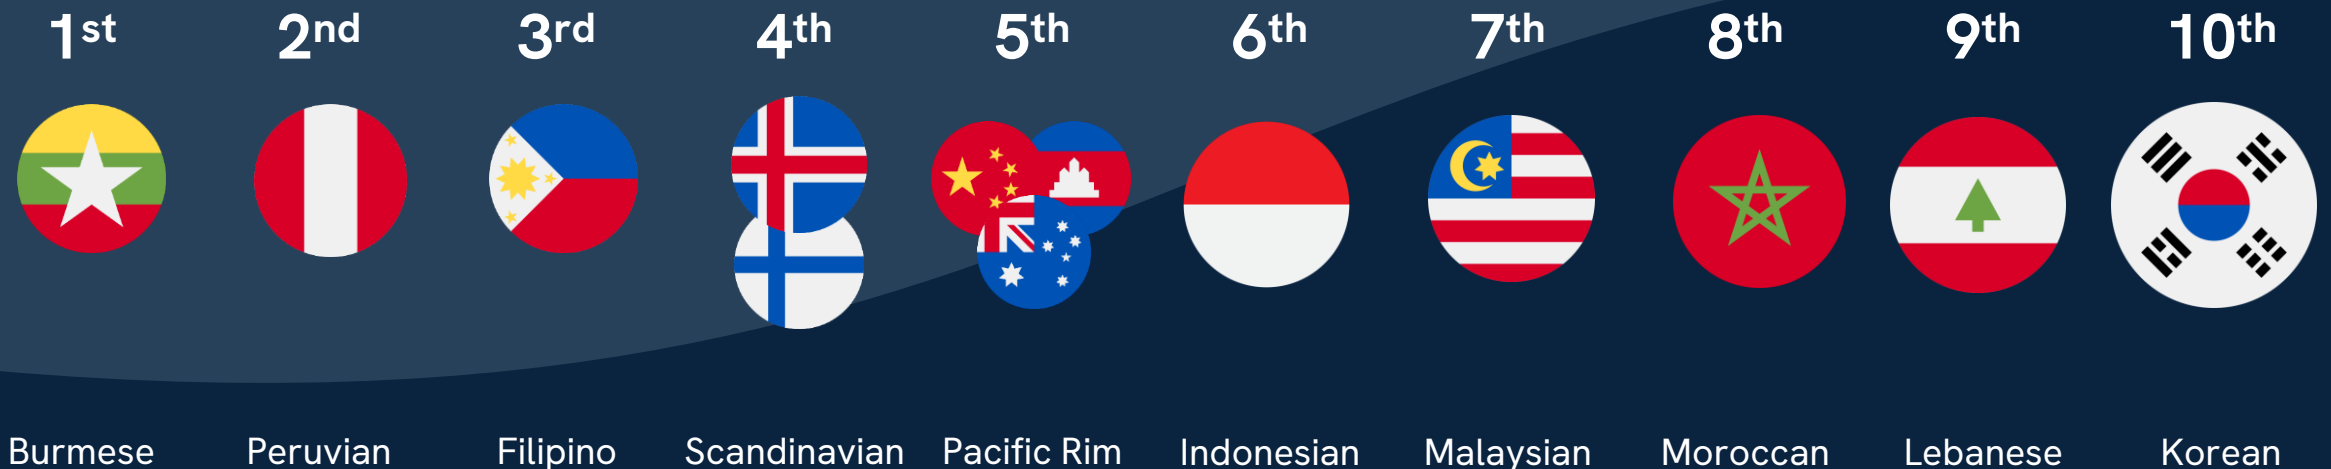 1st 2nd 3rd 4th 5th 6th 7th 8th 9th 10th
Burmese Peruvian Filipino Scandinavian Pacific Rim Indonesian Malaysian Moroccan Lebanese Korean